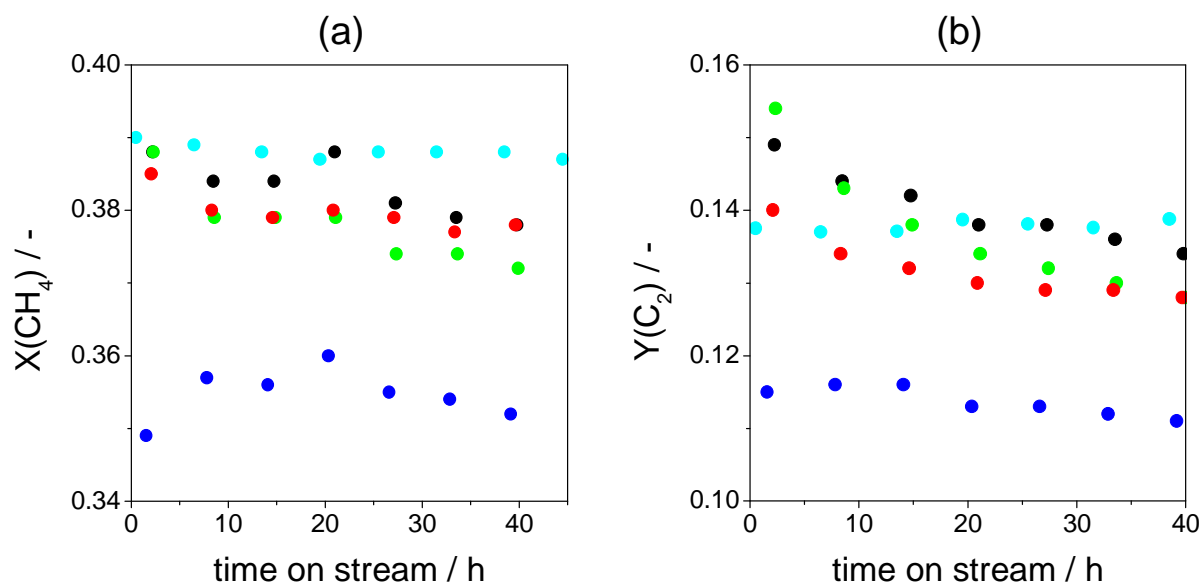 (a)
0.40
0.38
0.36
0.34
X(CH4) / -
0 10 20 30 40
time on stream / h
(b)
0.16
0.14
0.12
0.10
Y(C2) / -
0 10 20 30 40
time on stream / h